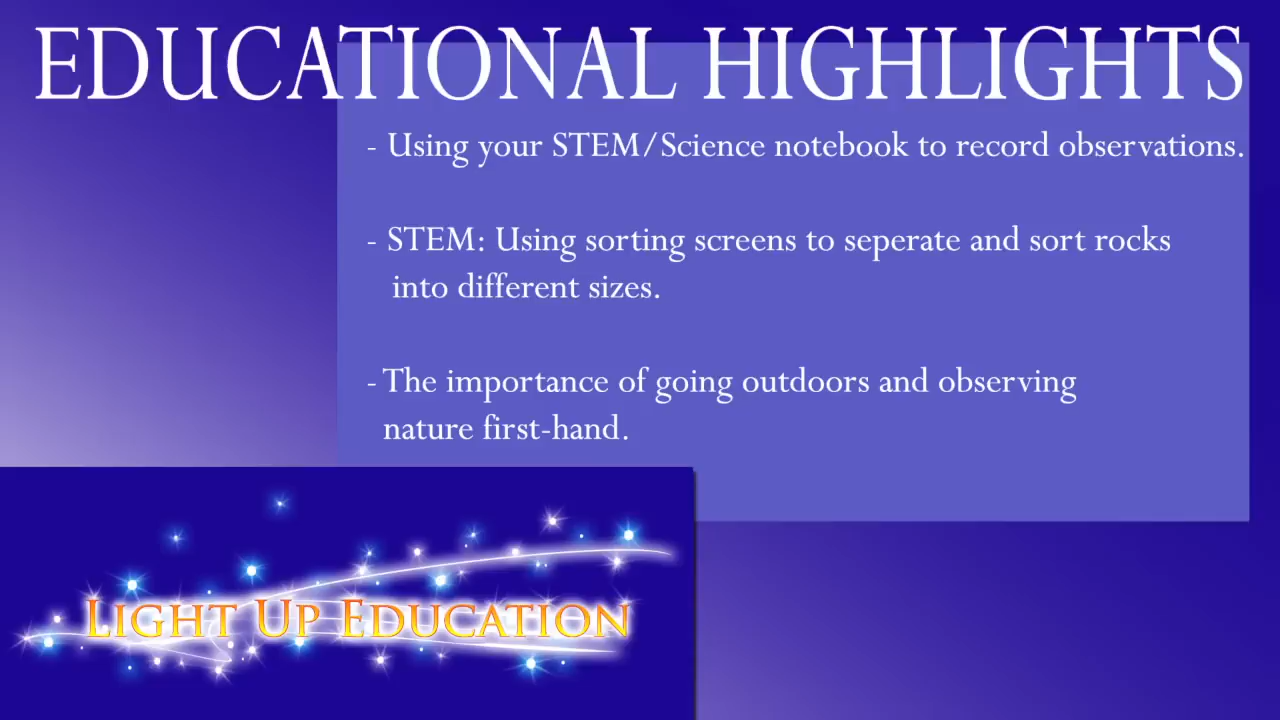 EDUCATIONAL HIGHLIGHTS
- Using your STEM/Science notebook to record observations.
- STEM: Using sorting screens to seperate and sort rocks
into different sizes.
- The importance of going outdoors and observing
nature first-hand.
LIGHT UP EDUCATION